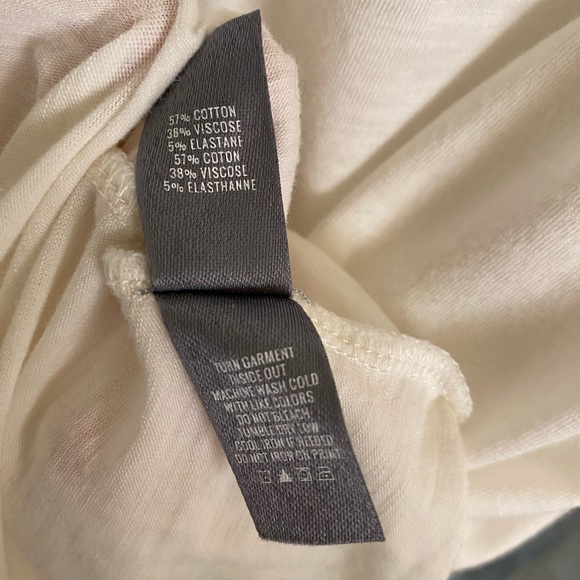 57% COTTON
38% VISCOSE
5% ELASTANE
57% COTON
38% VISCOSE
5% ELASTHANNE
TURN GARMENT
INSIDE OUT
MACHINE WASH COLD
WITH LIKE COLORS
DO NOT BLEACH
TUMBLE DRY LOW
COOL IRON IF NEEDED
DO NOT IRON ON PRINT